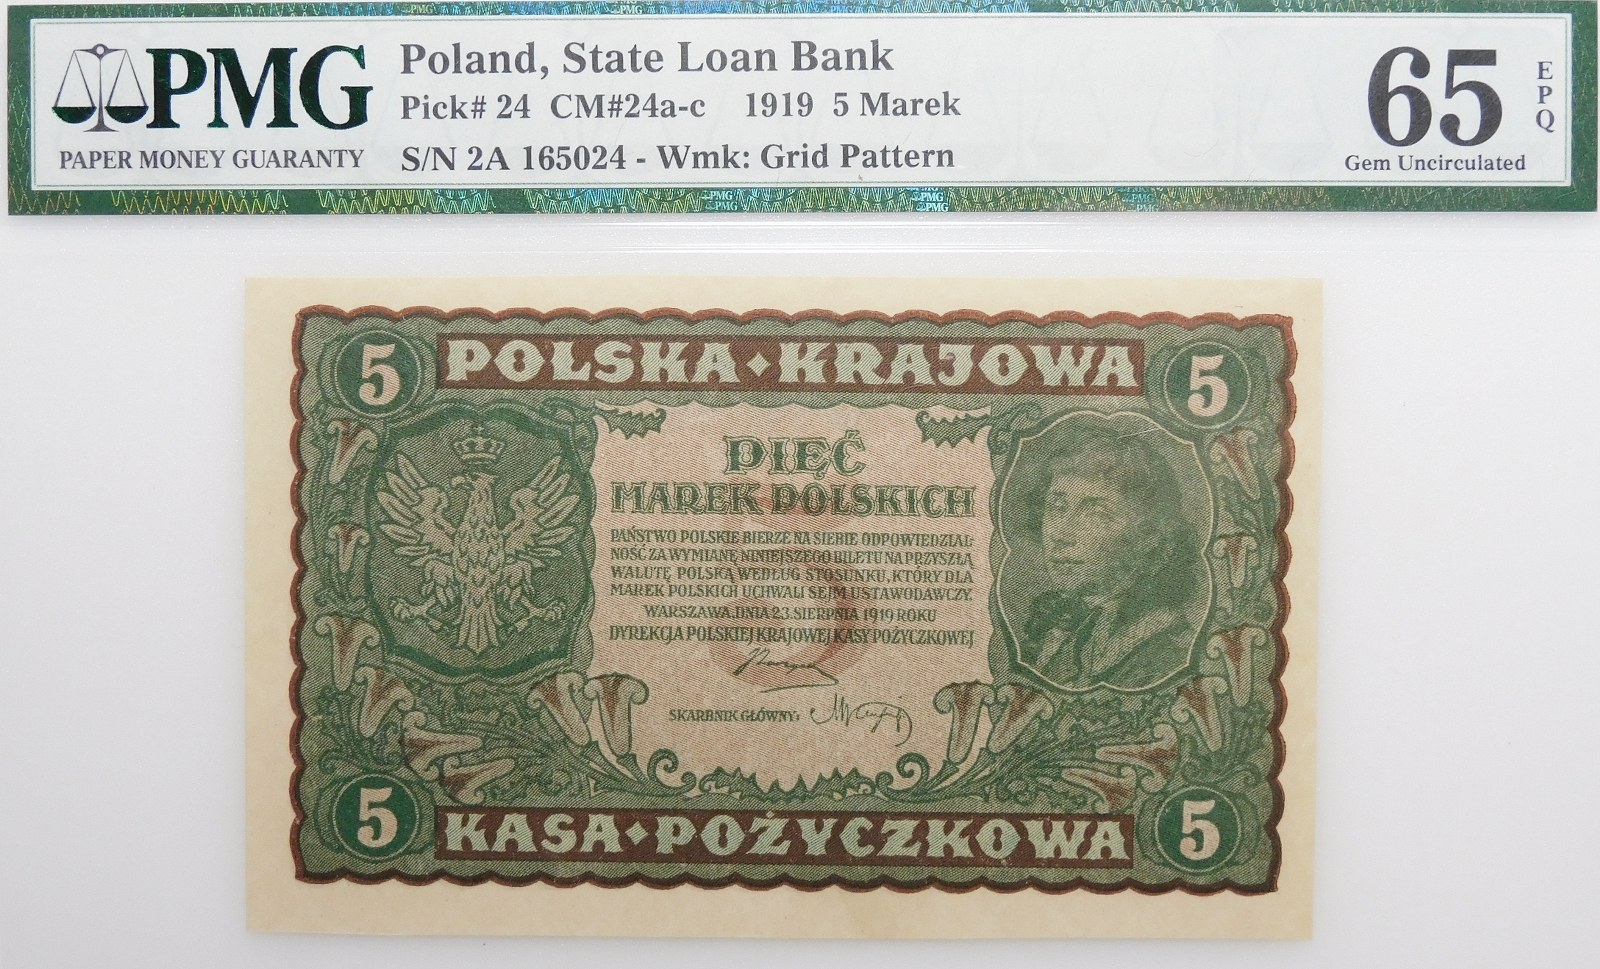 PMG
PAPER MONEY GUARANTY
Poland, State Loan Bank
Pick# 24 CM#24a-c 1919 5 Marek
S/N 2A 165024 - Wmk: Grid Pattern
65
EPQ
Gem Uncirculated
5 POLSKA KRAJOWA 5
PIĘĆ
MAREK POLSKICH
PAŃSTWO POLSKIE BIERZE NA SIEBIE ODPOWIEDZIAL-
NOŚĆ ZA WYMIANĘ NINIEJSZEGO BILETU NA PRZYSZŁĄ
WALUTĘ POLSKĄ WEDŁUG STOSUNKU, KTÓRY DLA
MAREK POLSKICH UCHWALI SEJM USTAWODAWCZY.
WARSZAWA, DNIA 23. SIERPNIA 1919 ROKU
DYREKCJA POLSKIEJ KRAJOWEJ KASY POŻYCZKOWEJ
SKARBNIK GŁÓWNY:
5 KASA POŻYCZKOWA 5